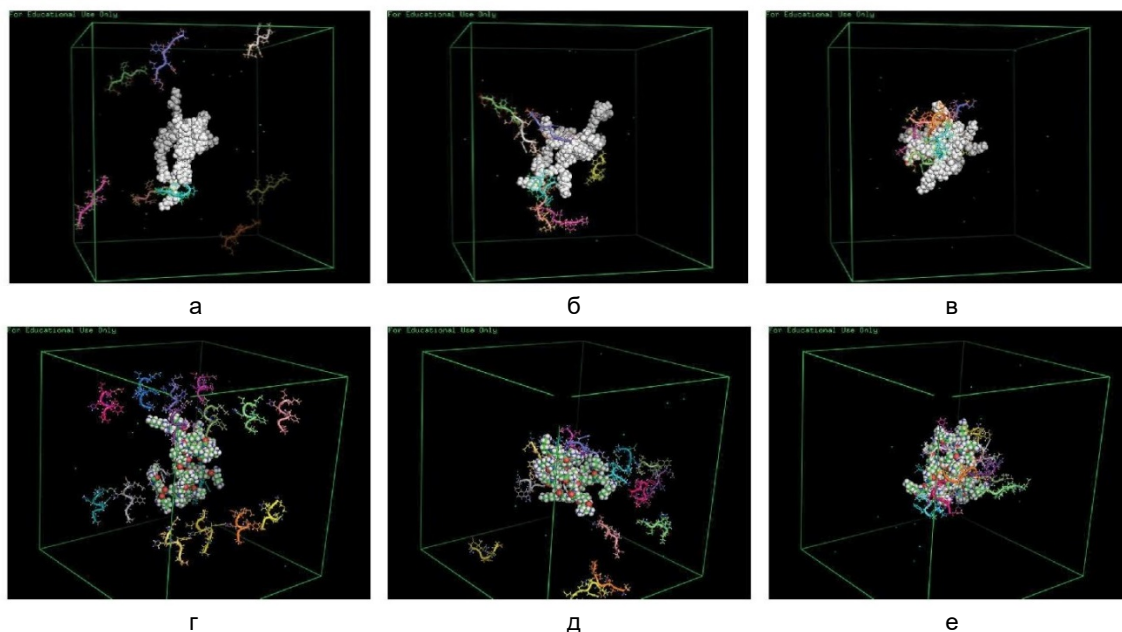 For Educational Use Only
For Educational Use Only
For Educational Use Only
а
б
в
For Educational Use Only
For Educational Use Only
For Educational Use Only
г
д
е